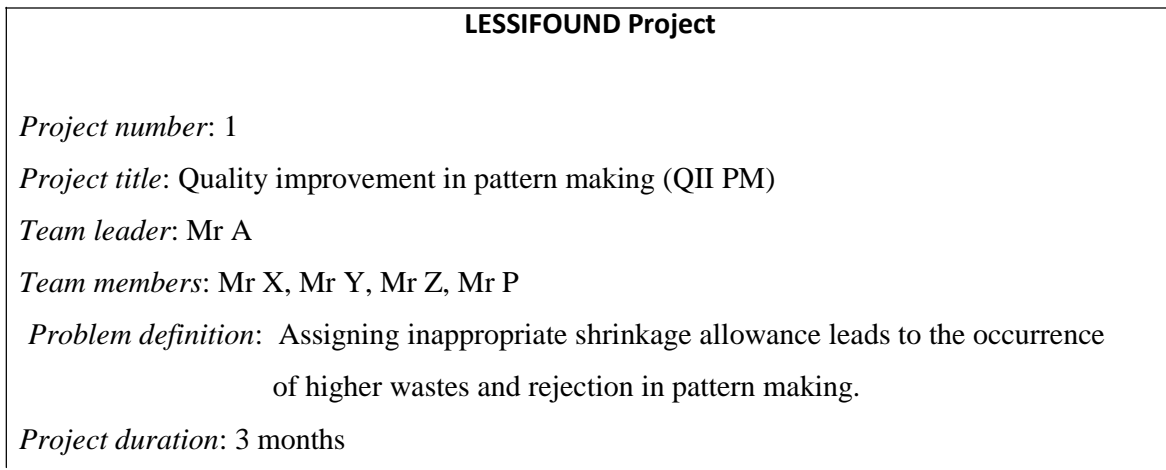 LESSIFOUND Project
Project number: 1
Project title: Quality improvement in pattern making (QII PM)
Team leader: Mr A
Team members: Mr X, Mr Y, Mr Z, Mr P
Problem definition: Assigning inappropriate shrinkage allowance leads to the occurrence
of higher wastes and rejection in pattern making.
Project duration: 3 months